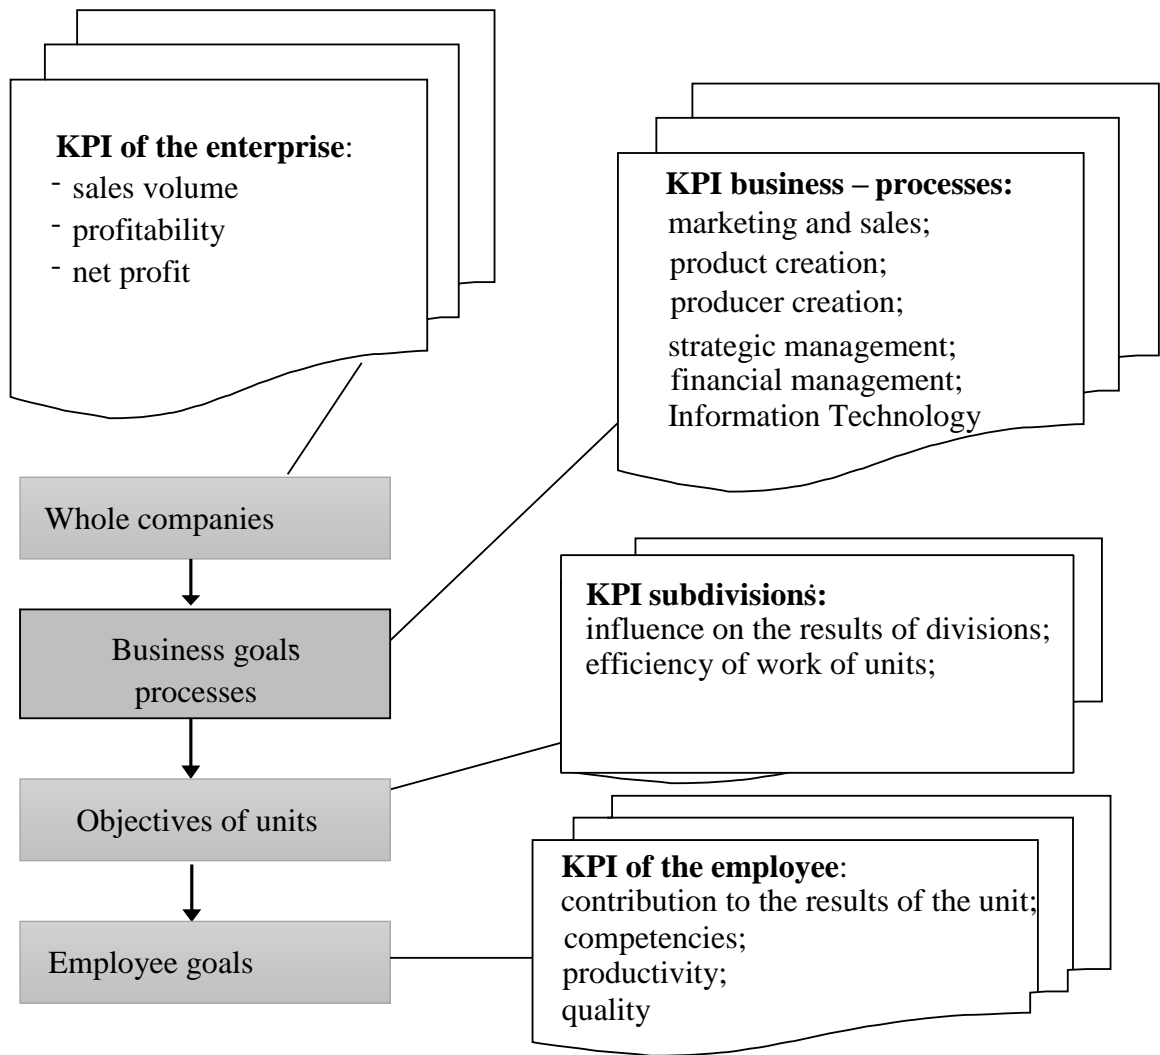 KPI of the enterprise:
- sales volume
- profitability
- net profit
KPI business – processes:
marketing and sales;
product creation;
producer creation;
strategic management;
financial management;
Information Technology
Whole companies
Business goals
processes
KPI subdivisions:
influence on the results of divisions;
efficiency of work of units;
Objectives of units
KPI of the employee:
contribution to the results of the unit;
competencies;
productivity;
quality
Employee goals